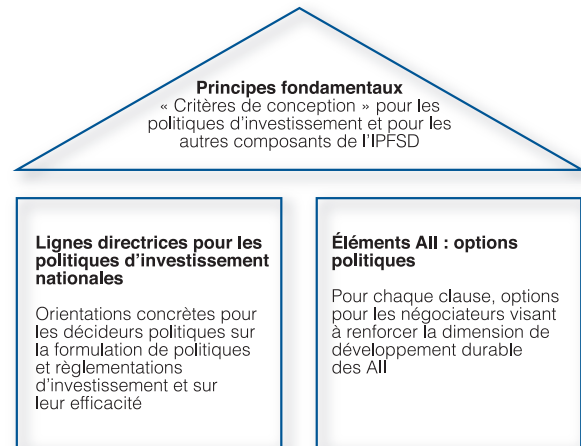 Principes fondamentaux
« Critères de conception » pour les
politiques d'investissement et pour les
autres composants de l'IPFSD
Lignes directrices pour les
politiques d'investissement
nationales
Orientations concrètes pour
les décideurs politiques sur
la formulation de politiques
et règlementations
d'investissement et sur
leur efficacité
Éléments AII : options
politiques
Pour chaque clause, options
pour les négociateurs visant
à renforcer la dimension de
développement durable
des AII